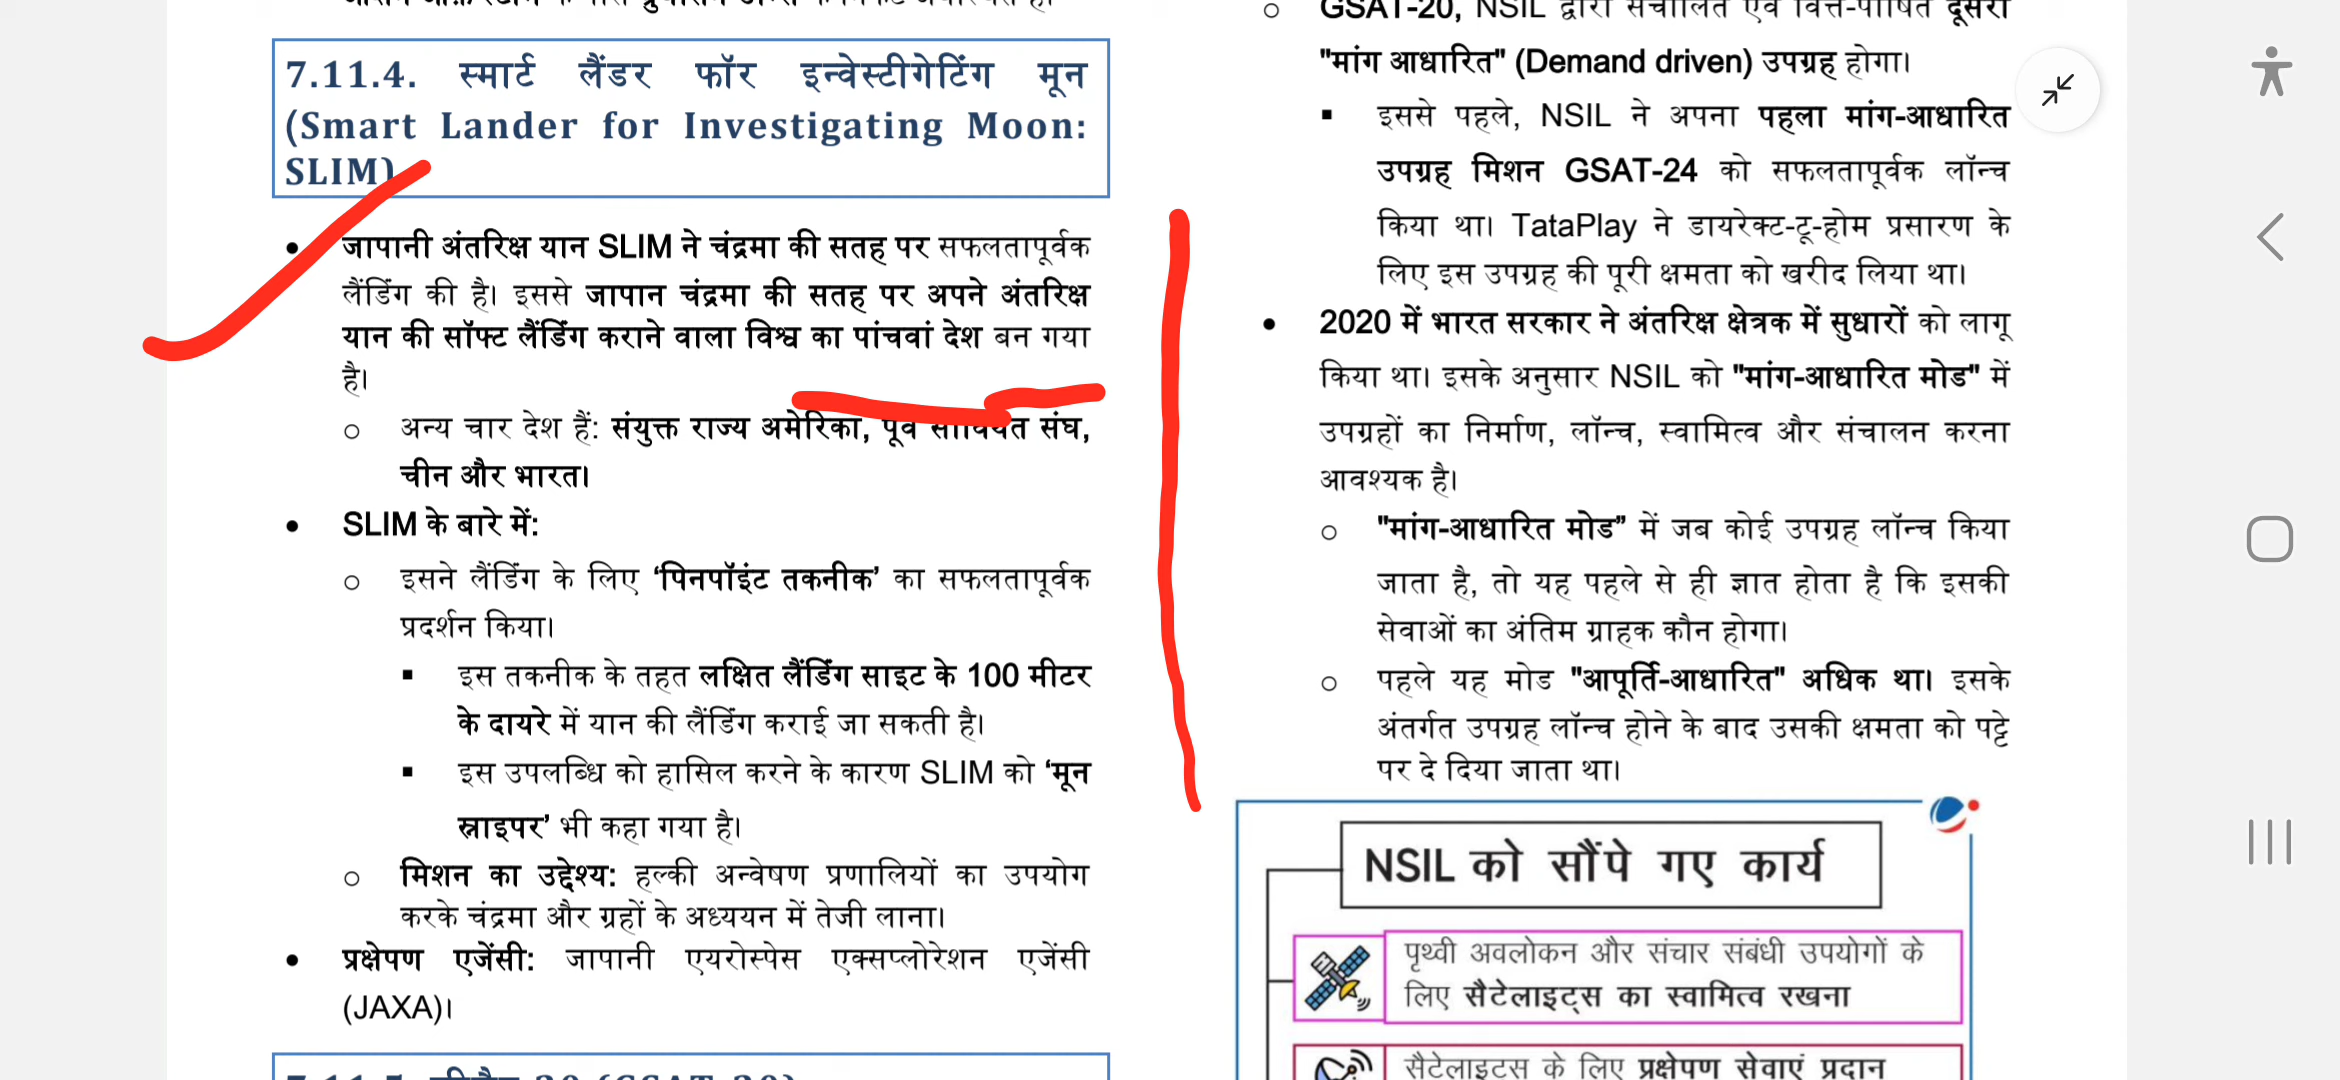 7.11.4. स्मार्ट लैंडर फॉर इन्वेस्टीगेटिंग मून
(Smart Lander for Investigating Moon:
SLIM)
• जापानी अंतरिक्ष यान SLIM ने चंद्रमा की सतह पर सफलतापूर्वक
लैंडिंग की है। इससे जापान चंद्रमा की सतह पर अपने अंतरिक्ष
यान की सॉफ्ट लैंडिंग कराने वाला विश्व का पांचवां देश बन गया
है।
o अन्य चार देश हैं: संयुक्त राज्य अमेरिका, पूर्व सोवियत संघ,
चीन और भारत।
• SLIM के बारे में:
o इसने लैंडिंग के लिए ‘पिनपॉइंट तकनीक’ का सफलतापूर्वक
प्रदर्शन किया।
▪ इस तकनीक के तहत लक्षित लैंडिंग साइट के 100 मीटर
के दायरे में यान की लैंडिंग कराई जा सकती है।
▪ इस उपलब्धि को हासिल करने के कारण SLIM को ‘मून
स्नाइपर’ भी कहा गया है।
o मिशन का उद्देश्य: हल्की अन्वेषण प्रणालियों का उपयोग
करके चंद्रमा और ग्रहों के अध्ययन में तेजी लाना।
• प्रक्षेपण एजेंसी: जापानी एयरोस्पेस एक्सप्लोरेशन एजेंसी
(JAXA)।
o GSAT-20, NSIL द्वारा संचालित एवं वित्त-पोषित दूसरा
"मांग आधारित" (Demand driven) उपग्रह होगा।
▪ इससे पहले, NSIL ने अपना पहला मांग-आधारित
उपग्रह मिशन GSAT-24 को सफलतापूर्वक लॉन्च
किया था। TataPlay ने डायरेक्ट-टू-होम प्रसारण के
लिए इस उपग्रह की पूरी क्षमता को खरीद लिया था।
• 2020 में भारत सरकार ने अंतरिक्ष क्षेत्रक में सुधारों को लागू
किया था। इसके अनुसार NSIL को "मांग-आधारित मोड" में
उपग्रहों का निर्माण, लॉन्च, स्वामित्व और संचालन करना
आवश्यक है।
o "मांग-आधारित मोड” में जब कोई उपग्रह लॉन्च किया
जाता है, तो यह पहले से ही ज्ञात होता है कि इसकी
सेवाओं का अंतिम ग्राहक कौन होगा।
o पहले यह मोड "आपूर्ति-आधारित" अधिक था। इसके
अंतर्गत उपग्रह लॉन्च होने के बाद उसकी क्षमता को पट्टे
पर दे दिया जाता था।
NSIL को सौंपे गए कार्य
पृथ्वी अवलोकन और संचार संबंधी उपयोगों के
लिए सैटेलाइट्स का स्वामित्व रखना
सैटेलाइट्स के लिए प्रक्षेपण सेवाएं प्रदान